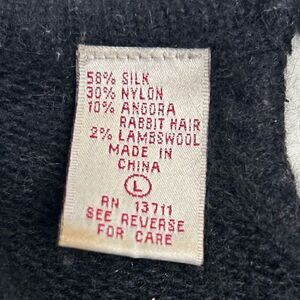 58% SILK
30% NYLON
10% ANGORA
RABBIT HAIR
2% LAMBSWOOL
MADE IN
CHINA
L
RN 13711
SEE REVERSE
FOR CARE